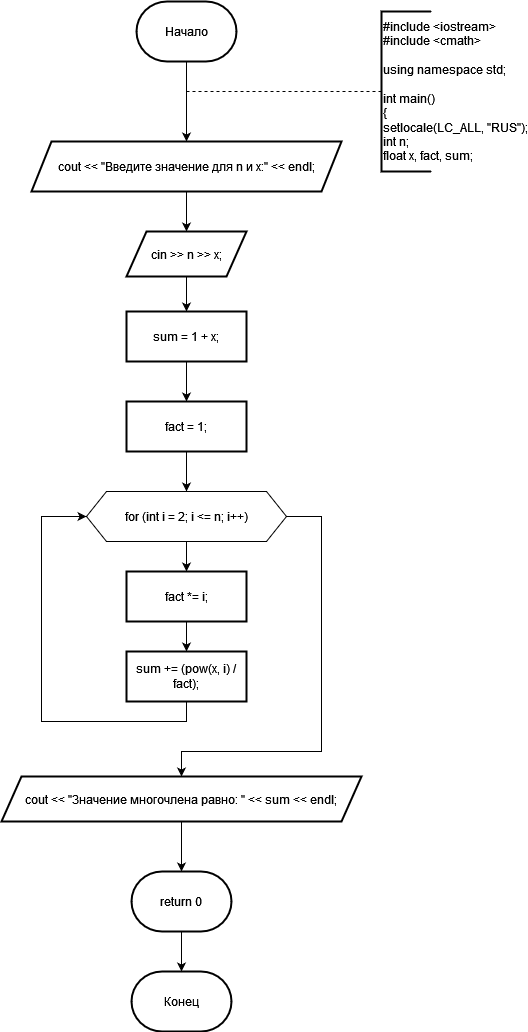 Начало
#include <iostream>
#include <cmath>
using namespace std;
int main()
{
setlocale(LC_ALL, "RUS");
int n;
float x, fact, sum;
cout << "Введите значение для n и x:" << endl;
cin >> n >> x;
sum = 1 + x;
fact = 1;
for (int i = 2; i <= n; i++)
fact *= i;
sum += (pow(x, i) /
fact);
cout << "Значение многочлена равно: " << sum << endl;
return 0
Конец